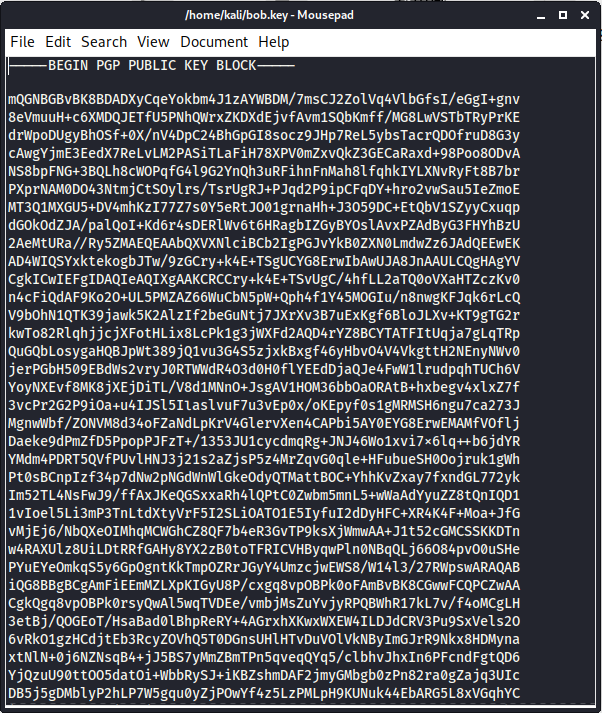 /home/kali/bob.key - Mousepad
File Edit Search View Document Help
-----BEGIN PGP PUBLIC KEY BLOCK-----
mQGNBGBvBK8BDADXyCqeYokbm4J1zAYWBDM/7msCJ2ZolVq4VlbGfsI/eGgI+gnv
8eVmuuH+c6XMDQJETfU5PNhQWrxZKDXdEjvfAvm1SQbKmff/MG8LwVSTbTRyPrKE
drWpoDUgyBhOSf+0X/nV4DpC24BhGpGI8socz9JHp7ReL5ybsTacrQDOfruD8G3y
cAwgYjmE3EedX7ReLvLM2PASiTLaFiH78XPV0mZxvQkZ3GECaRaxd+98Poo8ODvA
NS8bpFNG+3BQLh8cWOPqfG4l9G2YnQh3uRFihnFnMah8lfqhkIYLXNvRyFt8B7br
PXprNAM0DO43NtmjCtSOylrs/TsrUgRJ+PJqd2P9ipCFqDY+hro2vwSau5IeZmoE
MT3Q1MXGU5+DV4mhKzI77Z7s0Y5eRtJO01grnaHh+J3O59DC+EtQbV1SZyyCxuqp
dGOkOdZJA/palQoI+Kd6r4sDERlWv6t6HRagbIZGyBYOslAvxPZAdByG3FHYhBzU
2AeMtURa//Ry5ZMAEQEAAbQXVXNlciBCb2IgPGJvYkB0ZXN0LmdwZz6JAdQEEwEK
AD4WIQSYxktekogbJTw/9zGCry+k4E+TSgUCYG8ErwIbAwUJA8JnAAULCQgHAgYV
CgkICwIEFgIDAQIeAQIXgAAKCRCCry+k4E+TSvUgC/4hfLL2aTQ0oVXaHTZczKv0
n4cFiQdAF9Ko2O+UL5PMZAZ66WuCbN5pW+Qph4f1Y45MOGIu/n8nwgKFJqk6rLcQ
V9bOhN1QTK39jawk5K2AlzIf2beGuNtj7JXrXv3B7uExKgf6BloJLXv+KT9gTG2r
kwTo82RlqhjjcjXFotHLix8LcPk1g3jWXFd2AQD4rYZ8BCYTATFItUqja7gLqTRp
QuGQbLosygaHQBJpWt389jQ1vu3G4S5zjxkBxgf46yHbvO4V4VkgttH2NEnyNWv0
jerPGbH509EBdWs2vryJ0RTWWdR4O3d0H0flYEEdDjaQJe4FwW1lrudpqhTUCh6V
YoyNXEvf8MK8jXEjDiTL/V8d1MNnO+JsgAV1HOM36bbOaORAtB+hxbegv4xlxZ7f
3vcPr2G2P9iOa+u4IJSl5IlaslvuF7u3vEp0x/oKEpyf0s1gMRMSH6ngu7ca273J
MgnwWbf/ZONVM8d34oFZaNdLpKrV4GlervXen4CAPbi5AY0EYG8ErwEMAMfVOflj
Daeke9dPmZfD5PpopPJFzT+/1353JU1cycdmqRg+JNJ46Wo1xvi7×6lq++b6jdYR
YMdm4PDRT5QVfPUvlHNJ3j21s2aZjsP5z4MrZqvG0qle+HFubueSH0Oojruk1gWh
Pt0sBCnpIzf34p7dNw2pNGdWnWlGkeOdyQTMattBOC+YhhKvZxay7fxndGL772yk
Im52TL4NsFwJ9/ffAxJKeQGSxxaRh4lQPtC0Zwbm5mnL5+wWaAdYyuZZ8tQnIQD1
1vIoel5Li3mP3TnLtdXtyVrF5I2SLiOATO1E5IyfuI2dDyHFC+XR4K4F+Moa+JfG
vMjEj6/NbQXeOIMhqMCWGhCZ8QF7b4eR3GvTP9ksXjWmwAA+J1t52cGMCSSKKDTn
w4RAXUlz8UiLDtRRfGAHy8YX2zB0toTFRICVHByqwPln0NBqQLj66O84pvO0uSHe
PYuEYeOmkqS5y6GpOgntKkTmpOZRrJGyY4UmzcjwEWS8/W14l3/27RWpswARAQAB
iQG8BBgBCgAmFiEEmMZLXpKIGyU8P/cxgq8vpOBPk0oFAmBvBK8CGwwFCQPCZwAA
CgkQgq8vpOBPk0rsyQwAl5wqTVDEe/vmbjMsZuYvjyRPQBWhR17kL7v/f4oMCgLH
3etBj/QOGEoT/HsaBad0lBhpReRY+4AGrxhXKwxWXEW4ILDJdCRV3Pu9SxVels2O
6vRkO1gzHCdjtEb3RcyZOVhQ5T0DGnsUHlHTvDuVOlVkNByImGJrR9Nkx8HDMyna
xtNlN+0j6NZNsqB4+jJ5BS7yMmZBmTPn5qveqQYq5/clbhvJhxIn6PFcndFgtQD6
YjQzuU90ttOO5datOi+WbbRySJ+iKBZshmDAF2jmyGMbgb0zPn82ra0gZajq3UIc
DB5j5gDMblyP2hLP7W5gqu0yZjPOwYf4z5LzPMLpH9KUNuk44EbARG5L8xVGqhYC